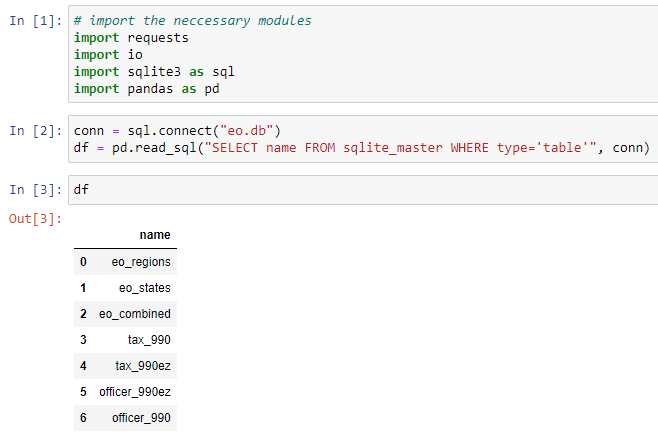 In [1]: # import the neccessary modules
import requests
import io
import sqlite3 as sql
import pandas as pd
In [2]: conn = sql.connect("eo.db")
df = pd.read_sql("SELECT name FROM sqlite_master WHERE type='table'", conn)
In [3]: df
Out[3]:
name
0 eo_regions
1 eo_states
2 eo_combined
3 tax_990
4 tax_990ez
5 officer_990ez
6 officer_990